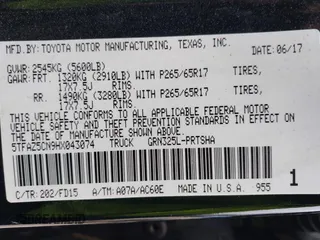 MFD.BY: TOYOTA MOTOR MANUFACTURING, TEXAS, INC.
GVWR: 2545KG (5600LB) DATE: 06/17
GAWR: FRT. 1320KG (2910LB) WITH P265/65R17 TIRES,
17X7.5J RIMS,
RR. 1490KG (3280LB) WITH P265/65R17 TIRES,
17X7.5J RIMS,
THIS VEHICLE CONFORMS TO ALL APPLICABLE FEDERAL MOTOR
VEHICLE SAFETY AND THEFT PREVENTION STANDARDS IN EFFECT
ON THE DATE OF MANUFACTURE SHOWN ABOVE.
5TFAZ5CN9HX043074 TRUCK GRN325L-PRTSHA
C/TR: 202/FD15 A/TM: A07A/AC60E MADE IN U.S.A. 955
1